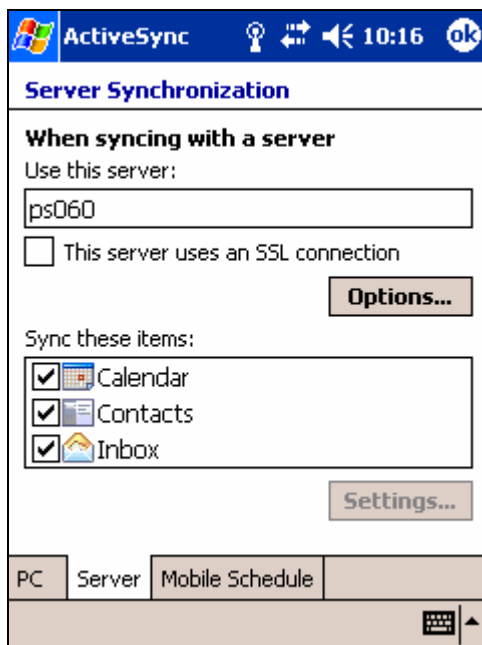 ActiveSync 10:16 ok
Server Synchronization
When syncing with a server
Use this server:
ps060
This server uses an SSL connection
Options...
Sync these items:
Calendar
Contacts
Inbox
Settings...
PC Server Mobile Schedule